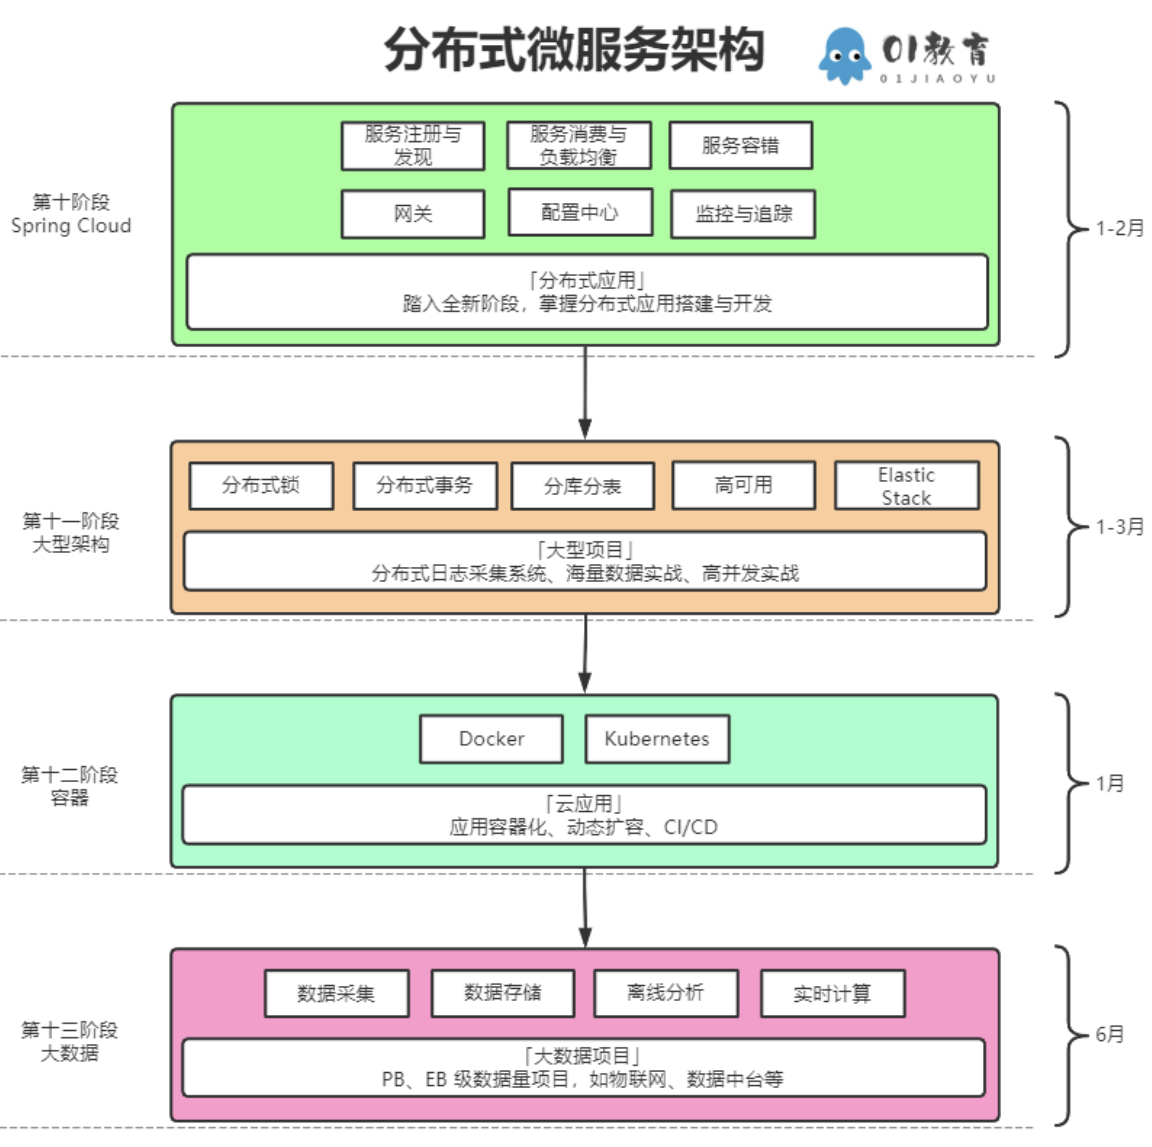 分布式微服务架构
01教育
01JIAOYU
第十阶段
Spring Cloud
服务注册与
发现
服务消费与
负载均衡
服务容错
网关
配置中心
监控与追踪
「分布式应用」
踏入全新阶段，掌握分布式应用搭建与开发
1-2月
第十一阶段
大型架构
分布式锁
分布式事务
分库分表
高可用
Elastic
Stack
「大型项目」
分布式日志采集系统、海量数据实战、高并发实战
1-3月
第十二阶段
容器
Docker
Kubernetes
「云应用」
应用容器化、动态扩容、CI/CD
1月
第十三阶段
大数据
数据采集
数据存储
离线分析
实时计算
「大数据项目」
PB、EB 级数据量项目，如物联网、数据中台等
6月